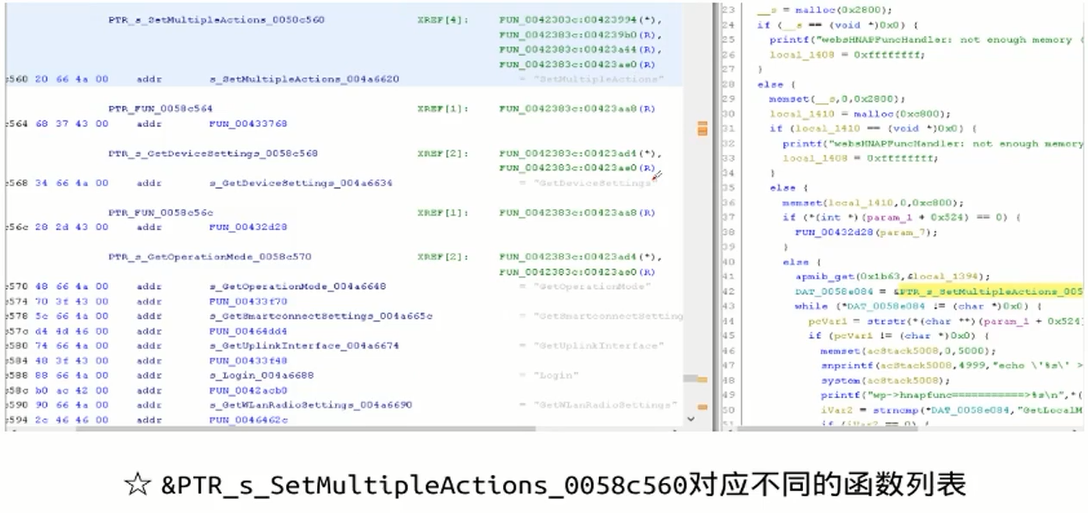 PTR_s_SetMultipleActions_0058c560 XREF[4]: FUN_0042383c:00423994(*),
FUN_0042383c:004239b0(R),
FUN_0042383c:00423a44(R),
FUN_0042383c:00423ae0(R)
c560 20 66 4a 00 addr s_SetMultipleActions_004a6620 = "SetMultipleActions"
PTR_FUN_0058c564 XREF[1]: FUN_0042383c:00423aa8(R)
c564 68 37 43 00 addr FUN_00433768
PTR_s_GetDeviceSettings_0058c568 XREF[2]: FUN_0042383c:00423ad4(*),
FUN_0042383c:00423ae0(R)
c568 34 66 4a 00 addr s_GetDeviceSettings_004a6634 = "GetDeviceSettings"
PTR_FUN_0058c56c XREF[1]: FUN_0042383c:00423aa8(R)
c56c 28 2d 43 00 addr FUN_00432d28
PTR_s_GetOperationMode_0058c570 XREF[2]: FUN_0042383c:00423ad4(*),
FUN_0042383c:00423ae0(R)
c570 48 66 4a 00 addr s_GetOperationMode_004a6648 = "GetOperationMode"
c574 70 3f 43 00 addr FUN_00433f70
c578 5c 66 4a 00 addr s_GetSmartconnectSettings_004a665c = "GetSmartconnectSetting
c57c d4 4d 46 00 addr FUN_00464dd4
c580 74 66 4a 00 addr s_GetUplinkInterface_004a6674 = "GetUplinkInterface"
c584 48 3f 43 00 addr FUN_00433f48
c588 88 66 4a 00 addr s_Login_004a6688 = "Login"
c58c b0 ac 42 00 addr FUN_0042acb0
c590 90 66 4a 00 addr s_GetWLanRadioSettings_004a6690 = "GetWLanRadioSettings"
c594 2c 46 46 00 addr FUN_0046462c
23 __s = malloc(0x2800);
24 if (__s == (void *)0x0) {
25 printf("websHNAPFuncHandler: not enough memory (
26 local_1408 = 0xffffffff;
27 }
28 else {
29 memset(__s,0,0x2800);
30 local_1410 = malloc(0xc800);
31 if (local_1410 == (void *)0x0) {
32 printf("websHNAPFuncHandler: not enough memory
33 local_1408 = 0xffffffff;
34 }
35 else {
36 memset(local_1410,0,0xc800);
37 if (*(int *)(param_1 + 0x524) == 0) {
38 FUN_00432d28(param_7);
39 }
40 else {
41 apmib_get(0x1b63,&local_1394);
42 DAT_0058e084 = &PTR_s_SetMultipleActions_005
43 while (*DAT_0058e084 != (char *)0x0) {
44 pcVar1 = strstr(*(char **)(param_1 + 0x524
45 if (pcVar1 != (char *)0x0) {
46 memset(acStack5008,0,5000);
47 snprintf(acStack5008,4999,"echo \'%s\' >
48 system(acStack5008);
49 printf("wp->hnapfunc===========>%s\n",*(
50 iVar2 = strncmp(*DAT_0058e084,"GetLocalM
☆ &PTR_s_SetMultipleActions_0058c560对应不同的函数列表